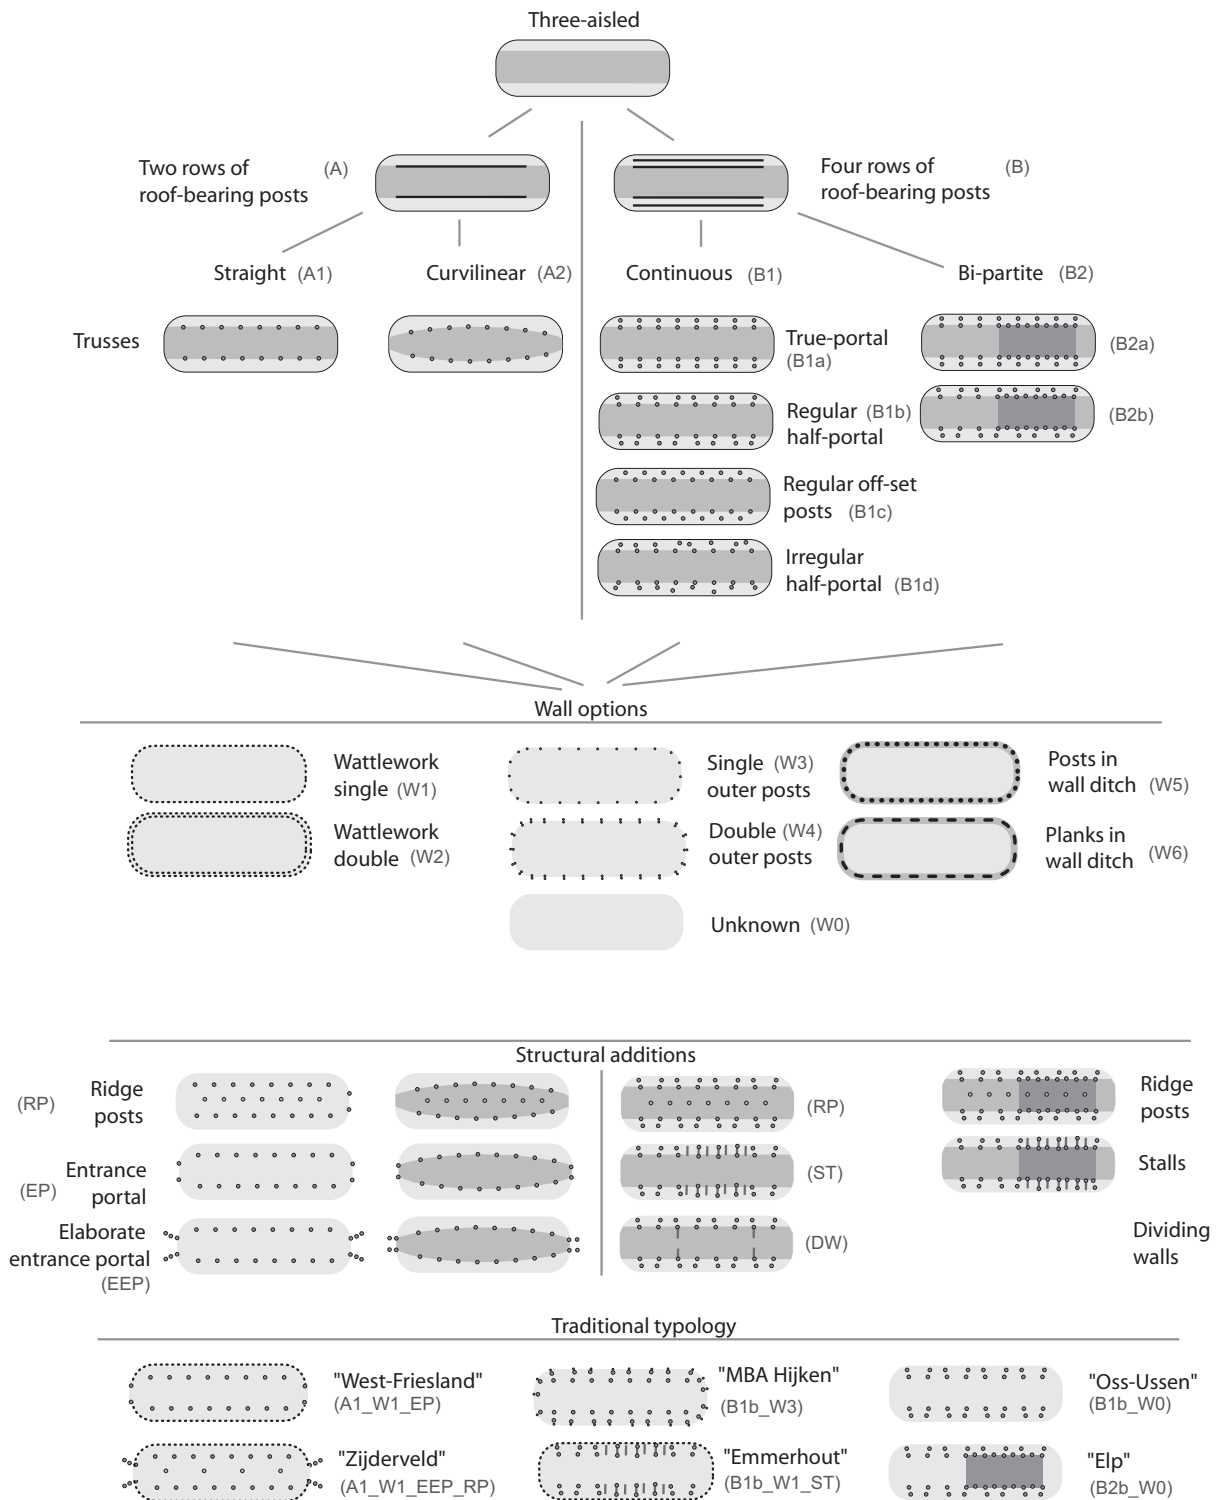 Three-aisled
Two rows of (A)
roof-bearing posts
Four rows of (B)
roof-bearing posts
Straight (A1)
Curvilinear (A2)
Continuous (B1)
Bi-partite (B2)
Trusses
True-portal
(B1a)
(B2a)
Regular (B1b)
half-portal
(B2b)
Regular off-set
posts (B1c)
Irregular
half-portal (B1d)
Wall options
Wattlework
single (W1)
Single (W3)
outer posts
Posts in
wall ditch (W5)
Wattlework
double (W2)
Double (W4)
outer posts
Planks in
wall ditch (W6)
Unknown (W0)
Structural additions
(RP) Ridge
posts
(RP)
Ridge
posts
(EP) Entrance
portal
(ST)
Stalls
Elaborate
entrance portal
(EEP)
(DW)
Dividing
walls
Traditional typology
"West-Friesland"
(A1_W1_EP)
"MBA Hijken"
(B1b_W3)
"Oss-Ussen"
(B1b_W0)
"Zijderveld"
(A1_W1_EEP_RP)
"Emmerhout"
(B1b_W1_ST)
"Elp"
(B2b_W0)